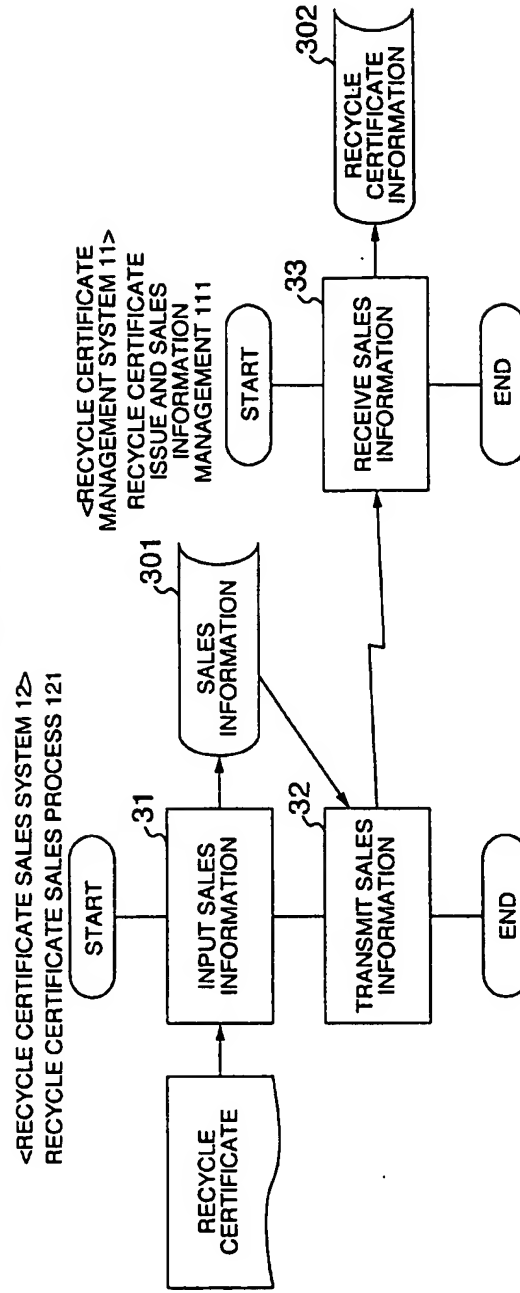 <RECYCLE CERTIFICATE SALES SYSTEM 12>
RECYCLE CERTIFICATE SALES PROCESS 121
START
RECYCLE
CERTIFICATE
31
INPUT SALES
INFORMATION
301
SALES
INFORMATION
32
TRANSMIT SALES
INFORMATION
END
<RECYCLE CERTIFICATE
MANAGEMENT SYSTEM 11>
RECYCLE CERTIFICATE
ISSUE AND SALES
INFORMATION
MANAGEMENT 111
START
33
RECEIVE SALES
INFORMATION
302
RECYCLE
CERTIFICATE
INFORMATION
END